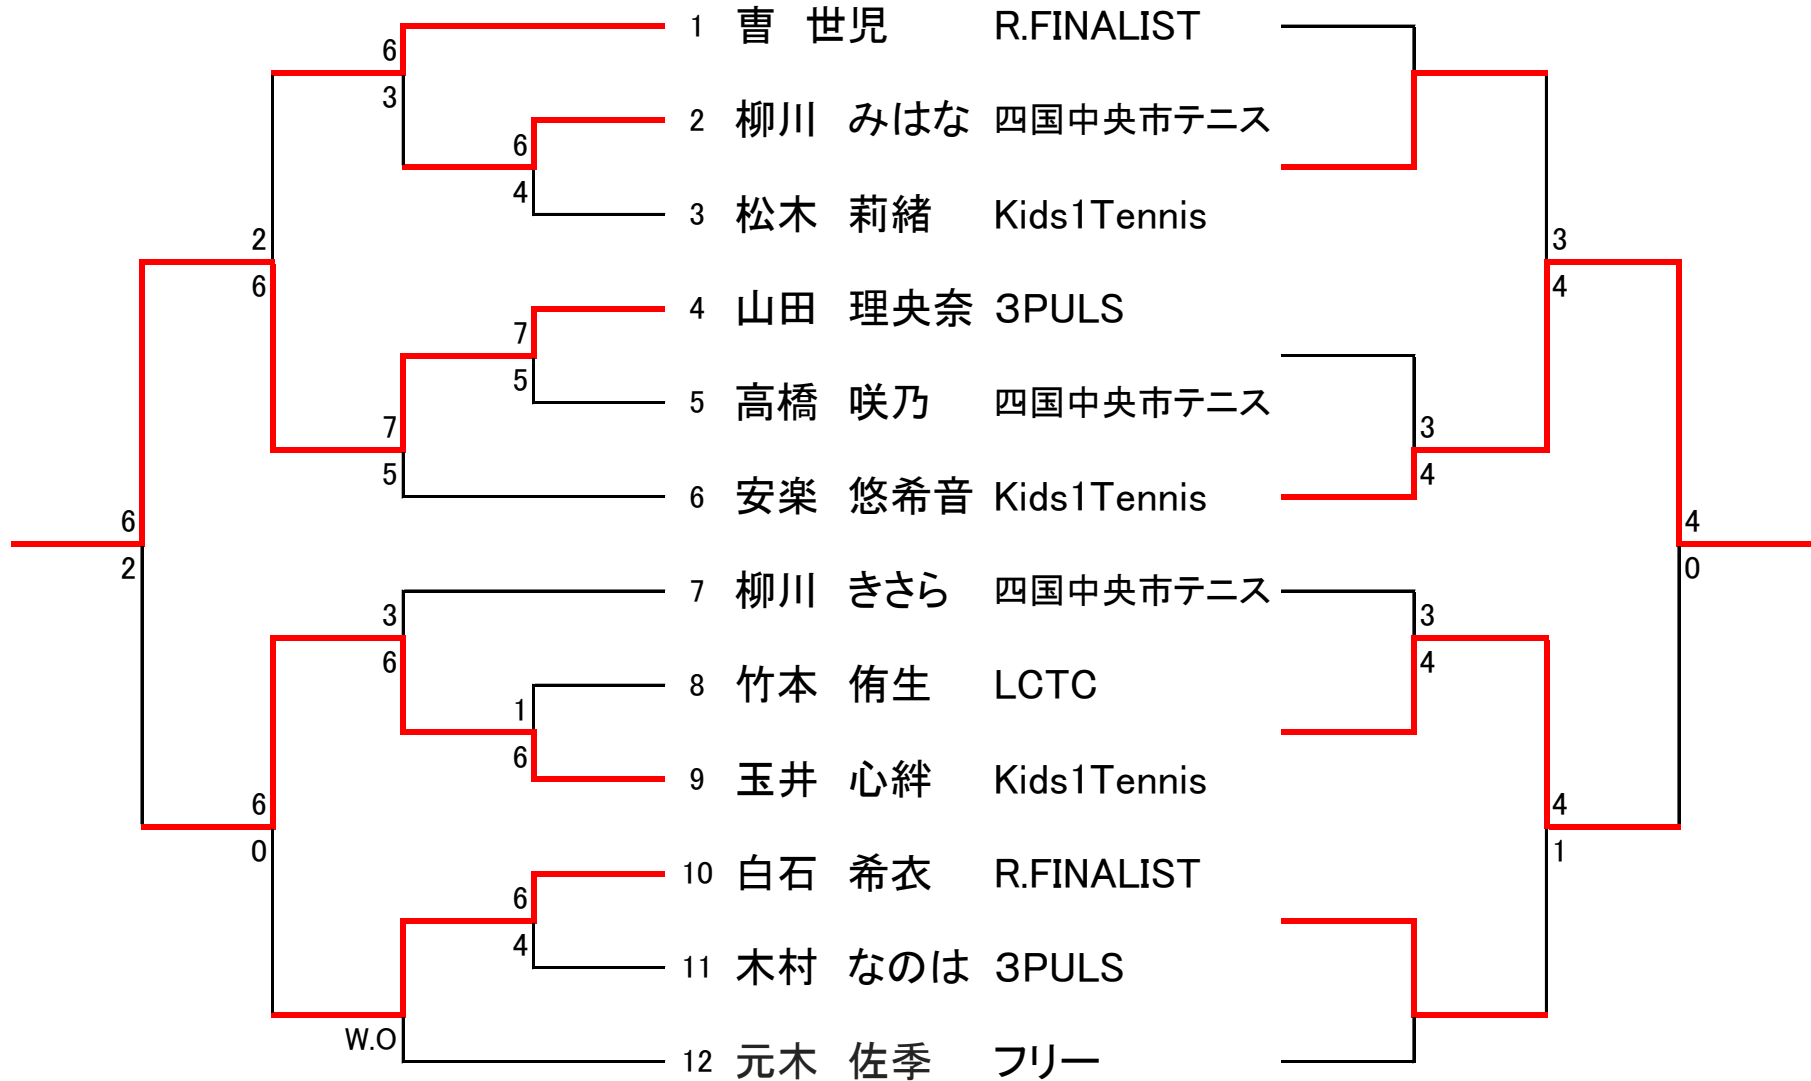 1 曺 世児 R.FINALIST
6
3
2 柳川 みはな 四国中央市テニス
6
4
3 松木 莉緒 Kids1Tennis
2 3
6 4
4 山田 理央奈 3PULS
7
5
5 高橋 咲乃 四国中央市テニス
7 3
5 4
6 安楽 悠希音 Kids1Tennis
6 4
2 0
7 柳川 きさら 四国中央市テニス
3 3
6 4
8 竹本 侑生 LCTC
1
6
9 玉井 心絆 Kids1Tennis
6 4
0 1
10 白石 希衣 R.FINALIST
6
4
11 木村 なのは 3PULS
W.O
12 元木 佐季 フリー